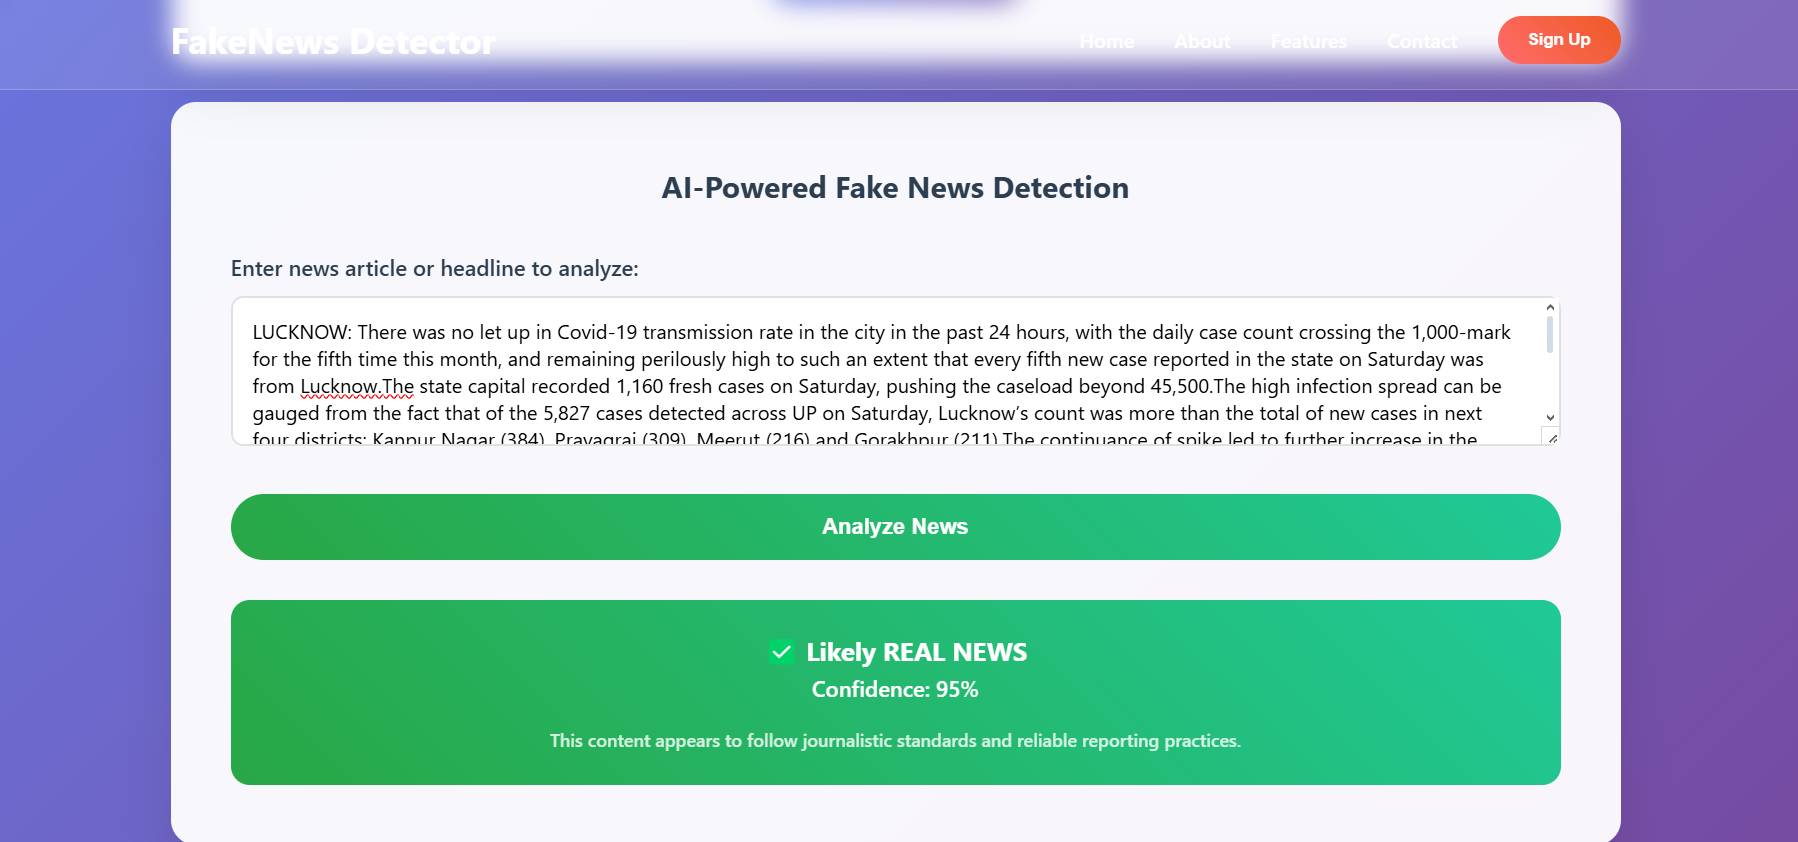 FakeNews Detector
Home About Features Contact Sign Up
AI-Powered Fake News Detection
Enter news article or headline to analyze:
LUCKNOW: There was no let up in Covid-19 transmission rate in the city in the past 24 hours, with the daily case count crossing the 1,000-mark
for the fifth time this month, and remaining perilously high to such an extent that every fifth new case reported in the state on Saturday was
from Lucknow.The state capital recorded 1,160 fresh cases on Saturday, pushing the caseload beyond 45,500.The high infection spread can be
gauged from the fact that of the 5,827 cases detected across UP on Saturday, Lucknow’s count was more than the total of new cases in next
four districts: Kanpur Nagar (384), Prayagraj (309), Meerut (216) and Gorakhpur (211).The continuance of spike led to further increase in the
Analyze News
✅ Likely REAL NEWS
Confidence: 95%
This content appears to follow journalistic standards and reliable reporting practices.